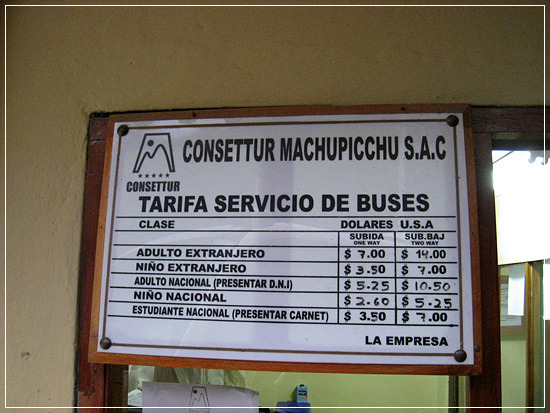 CONSETTUR MACHUPICCHU S.A.C
CONSETTUR
TARIFA SERVICIO DE BUSES
CLASE DOLARES U.S.A
SUBIDA SUB.BAJ
ONE WAY TWO WAY
ADULTO EXTRANJERO $ 7.00 $ 14.00
NIÑO EXTRANJERO $ 3.50 $ 7.00
ADULTO NACIONAL (PRESENTAR D.N.I) $ 5.25 $ 10.50
NIÑO NACIONAL $ 2.60 $ 5.25
ESTUDIANTE NACIONAL (PRESENTAR CARNET) $ 3.50 $ 7.00
LA EMPRESA